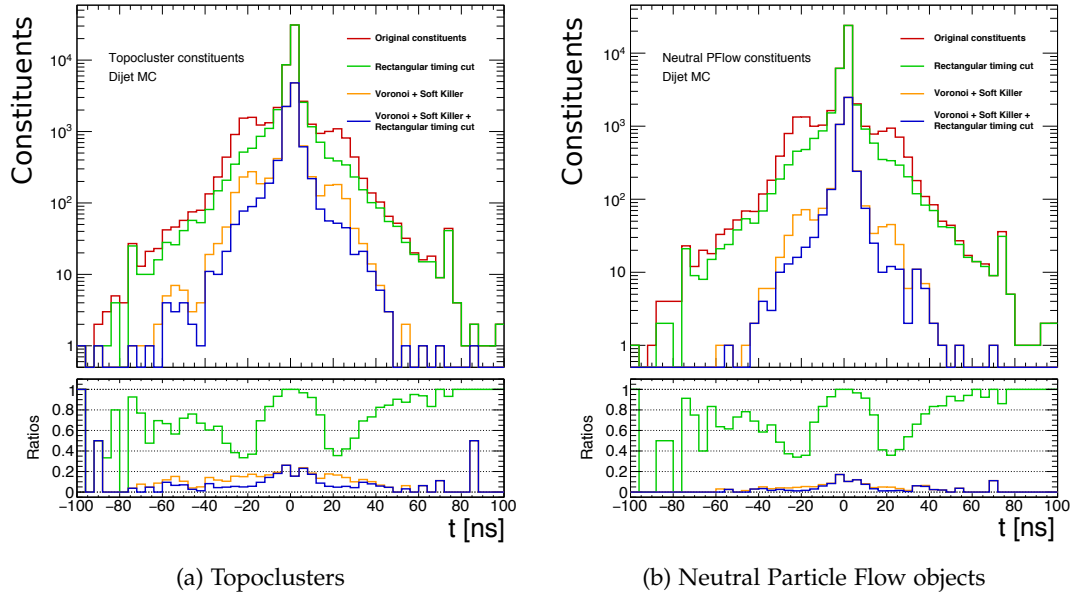 Constituents
10⁴
10³
10²
10
1
Topocluster constituents
Dijet MC
Original constituents
Rectangular timing cut
Voronoi + Soft Killer
Voronoi + Soft Killer +
Rectangular timing cut
Ratios
1
0.8
0.6
0.4
0.2
0
−100 −80 −60 −40 −20 0 20 40 60 80 100
t [ns]
(a) Topoclusters
Constituents
10⁴
10³
10²
10
1
Neutral PFlow constituents
Dijet MC
Original constituents
Rectangular timing cut
Voronoi + Soft Killer
Voronoi + Soft Killer +
Rectangular timing cut
Ratios
1
0.8
0.6
0.4
0.2
0
−100 −80 −60 −40 −20 0 20 40 60 80 100
t [ns]
(b) Neutral Particle Flow objects